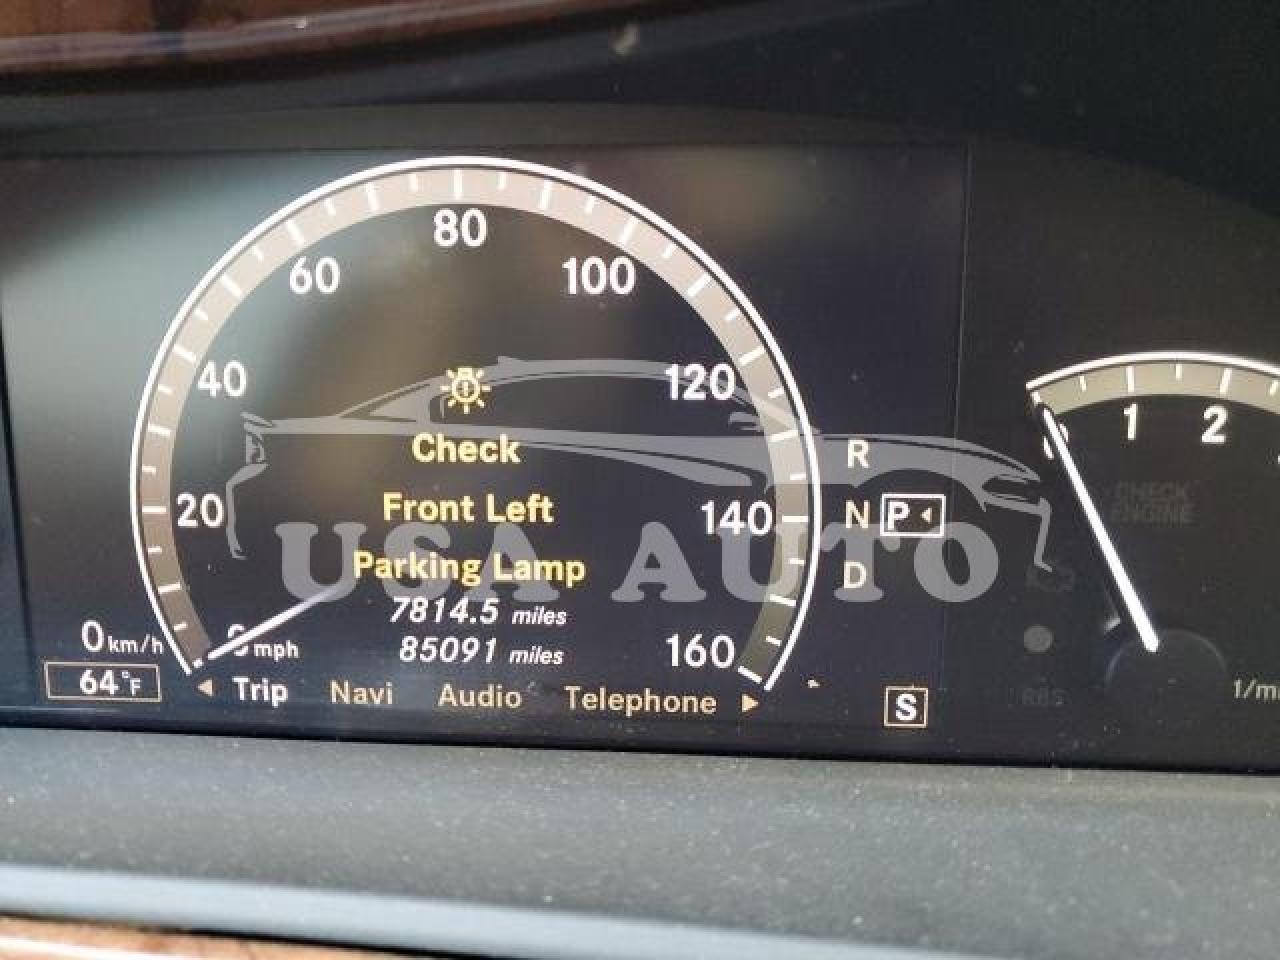 80
60
100
40
120
Check
20
Front Left
140
Parking Lamp
7814.5 miles
85091 miles
0 km/h
mph
160
64°F
Trip Navi Audio Telephone
R
N P
D
S
1 2
CHECK
ENGINE
USA AUTO